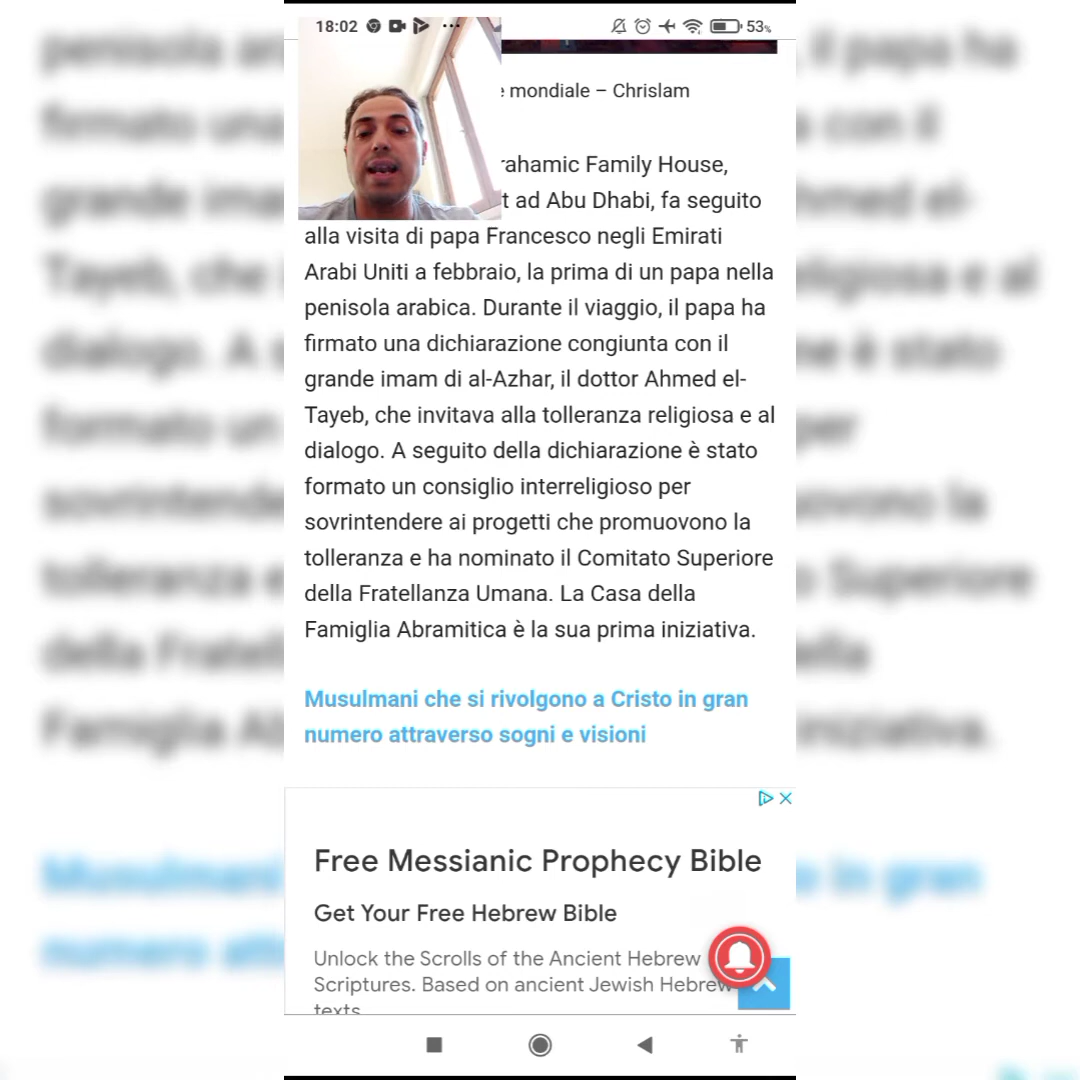 18:02
53%
mondiale – Chrislam
Family House,
ad Abu Dhabi, fa seguito
alla visita di papa Francesco negli Emirati
Arabi Uniti a febbraio, la prima di un papa nella
penisola arabica. Durante il viaggio, il papa ha
firmato una dichiarazione congiunta con il
grande imam di al-Azhar, il dottor Ahmed el-
Tayeb, che invitava alla tolleranza religiosa e al
dialogo. A seguito della dichiarazione è stato
formato un consiglio interreligioso per
sovrintendere ai progetti che promuovono la
tolleranza e ha nominato il Comitato Superiore
della Fratellanza Umana. La Casa della
Famiglia Abramitica è la sua prima iniziativa.
Musulmani che si rivolgono a Cristo in gran
numero attraverso sogni e visioni
Free Messianic Prophecy Bible
Get Your Free Hebrew Bible
Unlock the Scrolls of the Ancient Hebrew
Scriptures. Based on ancient Jewish Hebrew
texts